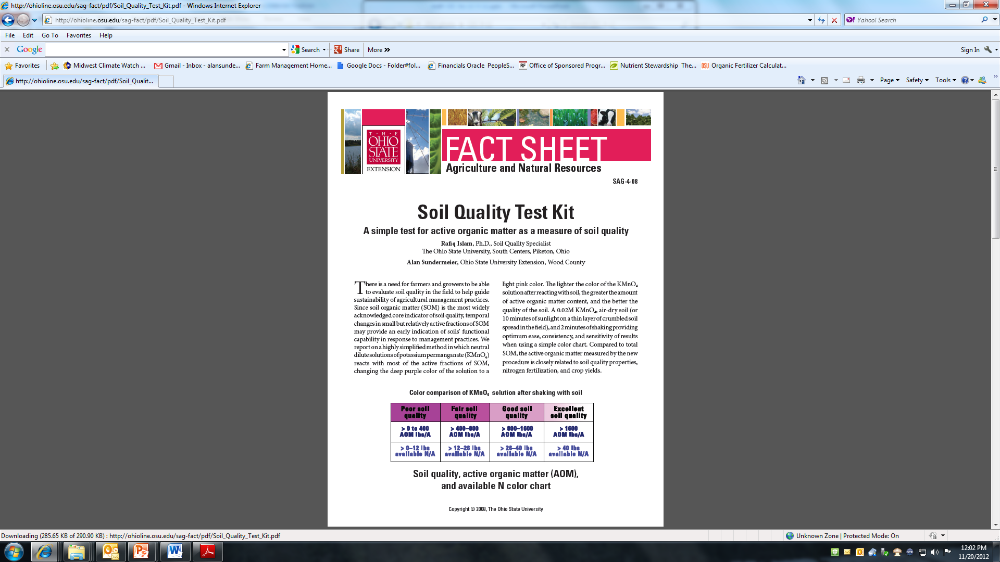 http://ohioline.osu.edu/sag-fact/pdf/Soil_Quality_Test_Kit.pdf - Windows Internet Explorer
http://ohioline.osu.edu/sag-fact/pdf/Soil_Quality_Test_Kit.pdf
Yahoo! Search
File Edit Go To Favorites Help
x Google Search Share More » Sign In
Favorites Midwest Climate Watch ... Gmail - Inbox - alansunde... Farm Management Home... Google Docs - Folder#fol... Financials Oracle PeopleS... RF Office of Sponsored Progr... Nutrient Stewardship The... OSU Organic Fertilizer Calculat...
http://ohioline.osu.edu/sag-fact/pdf/Soil_Qualit... Page Safety Tools
T·H·E
OHIO
STATE
UNIVERSITY
EXTENSION
FACT SHEET
Agriculture and Natural Resources
SAG-4-08
Soil Quality Test Kit
A simple test for active organic matter as a measure of soil quality
Rafiq Islam, Ph.D., Soil Quality Specialist
The Ohio State University, South Centers, Piketon, Ohio
Alan Sundermeier, Ohio State University Extension, Wood County
There is a need for farmers and growers to be able
to evaluate soil quality in the field to help guide
sustainability of agricultural management practices.
Since soil organic matter (SOM) is the most widely
acknowledged core indicator of soil quality, temporal
changes in small but relatively active fractions of SOM
may provide an early indication of soils' functional
capability in response to management practices. We
report on a highly simplified method in which neutral
dilute solutions of potassium permanganate (KMnO₄)
reacts with most of the active fractions of SOM,
changing the deep purple color of the solution to a
light pink color. The lighter the color of the KMnO₄
solution after reacting with soil, the greater the amount
of active organic matter content, and the better the
quality of the soil. A 0.02M KMnO₄, air-dry soil (or
10 minutes of sunlight on a thin layer of crumbled soil
spread in the field), and 2 minutes of shaking providing
optimum ease, consistency, and sensitivity of results
when using a simple color chart. Compared to total
SOM, the active organic matter measured by the new
procedure is closely related to soil quality properties,
nitrogen fertilization, and crop yields.
Color comparison of KMnO₄ solution after shaking with soil
Poor soil quality Fair soil quality Good soil quality Excellent soil quality
> 0 to 400 AOM lbs/A > 400–800 AOM lbs/A > 800–1600 AOM lbs/A > 1600 AOM lbs/A
> 0–12 lbs available N/A > 12–26 lbs available N/A > 26–40 lbs available N/A > 40 lbs available N/A
Soil quality, active organic matter (AOM),
and available N color chart
Copyright © 2008, The Ohio State University
Downloading (285.65 KB of 290.90 KB) : http://ohioline.osu.edu/sag-fact/pdf/Soil_Quality_Test_Kit.pdf Unknown Zone | Protected Mode: On
12:02 PM
11/20/2012